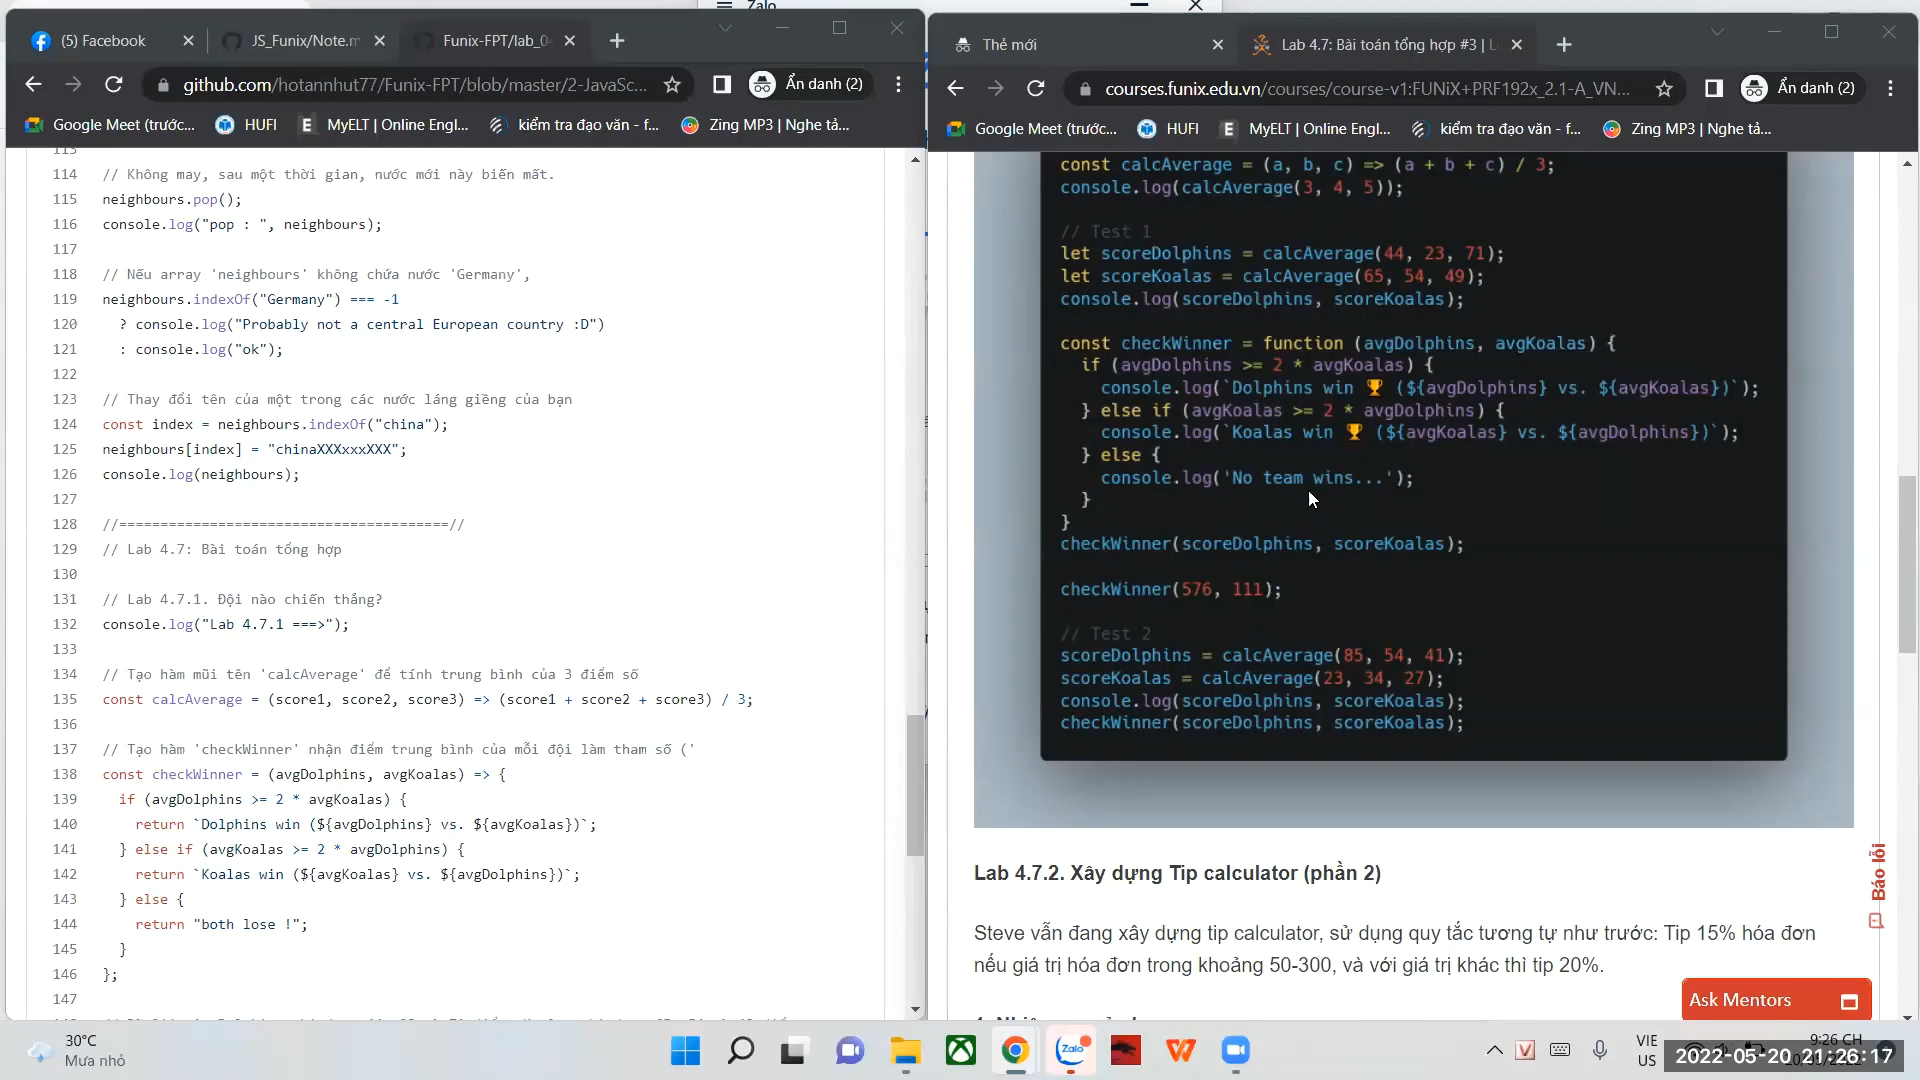 Zalo
(5) Facebook
JS_Funix/Note.m
Funix-FPT/lab_04
github.com/hotannhut77/Funix-FPT/blob/master/2-JavaSc...
Ẩn danh (2)
Google Meet (trước...
HUFI
MyELT | Online Engl...
kiểm tra đạo văn - f...
Zing MP3 | Nghe tả...
113
114 // Không may, sau một thời gian, nước mới này biến mất.
115 neighbours.pop();
116 console.log("pop : ", neighbours);
117
118 // Nếu array 'neighbours' không chứa nước 'Germany',
119 neighbours.indexOf("Germany") === -1
120 ? console.log("Probably not a central European country :D")
121 : console.log("ok");
122
123 // Thay đổi tên của một trong các nước láng giềng của bạn
124 const index = neighbours.indexOf("china");
125 neighbours[index] = "chinaXXXxxxXXX";
126 console.log(neighbours);
127
128 //========================================//
129 // Lab 4.7: Bài toán tổng hợp
130
131 // Lab 4.7.1. Đội nào chiến thắng?
132 console.log("Lab 4.7.1 ===>");
133
134 // Tạo hàm mũi tên 'calcAverage' để tính trung bình của 3 điểm số
135 const calcAverage = (score1, score2, score3) => (score1 + score2 + score3) / 3;
136
137 // Tạo hàm 'checkWinner' nhận điểm trung bình của mỗi đội làm tham số ('
138 const checkWinner = (avgDolphins, avgKoalas) => {
139 if (avgDolphins >= 2 * avgKoalas) {
140 return `Dolphins win (${avgDolphins} vs. ${avgKoalas})`;
141 } else if (avgKoalas >= 2 * avgDolphins) {
142 return `Koalas win (${avgKoalas} vs. ${avgDolphins})`;
143 } else {
144 return "both lose !";
145 }
146 };
147
Thẻ mới
Lab 4.7: Bài toán tổng hợp #3 | L
courses.funix.edu.vn/courses/course-v1:FUNiX+PRF192x_2.1-A_VN...
Ẩn danh (2)
Google Meet (trước...
HUFI
MyELT | Online Engl...
kiểm tra đạo văn - f...
Zing MP3 | Nghe tả...
const calcAverage = (a, b, c) => (a + b + c) / 3;
console.log(calcAverage(3, 4, 5));
// Test 1
let scoreDolphins = calcAverage(44, 23, 71);
let scoreKoalas = calcAverage(65, 54, 49);
console.log(scoreDolphins, scoreKoalas);
const checkWinner = function (avgDolphins, avgKoalas) {
if (avgDolphins >= 2 * avgKoalas) {
console.log(`Dolphins win 🏆 (${avgDolphins} vs. ${avgKoalas})`);
} else if (avgKoalas >= 2 * avgDolphins) {
console.log(`Koalas win 🏆 (${avgKoalas} vs. ${avgDolphins})`);
} else {
console.log('No team wins...');
}
}
checkWinner(scoreDolphins, scoreKoalas);
checkWinner(576, 111);
// Test 2
scoreDolphins = calcAverage(85, 54, 41);
scoreKoalas = calcAverage(23, 34, 27);
console.log(scoreDolphins, scoreKoalas);
checkWinner(scoreDolphins, scoreKoalas);
Lab 4.7.2. Xây dựng Tip calculator (phần 2)
Steve vẫn đang xây dựng tip calculator, sử dụng quy tắc tương tự như trước: Tip 15% hóa đơn
nếu giá trị hóa đơn trong khoảng 50-300, và với giá trị khác thì tip 20%.
Báo lỗi
Ask Mentors
30°C
Mưa nhỏ
Zalo
VIE
US
9:26 CH
2022-05-20 21:26:17